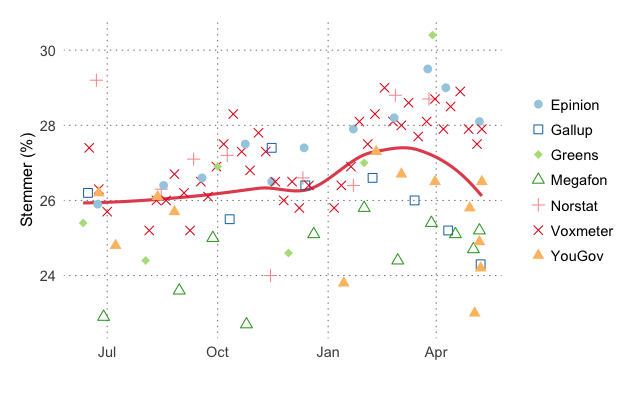 Stemmer (%)
30
28
26
24
Jul
Oct
Jan
Apr
Epinion
Gallup
Greens
Megafon
Norstat
Voxmeter
YouGov